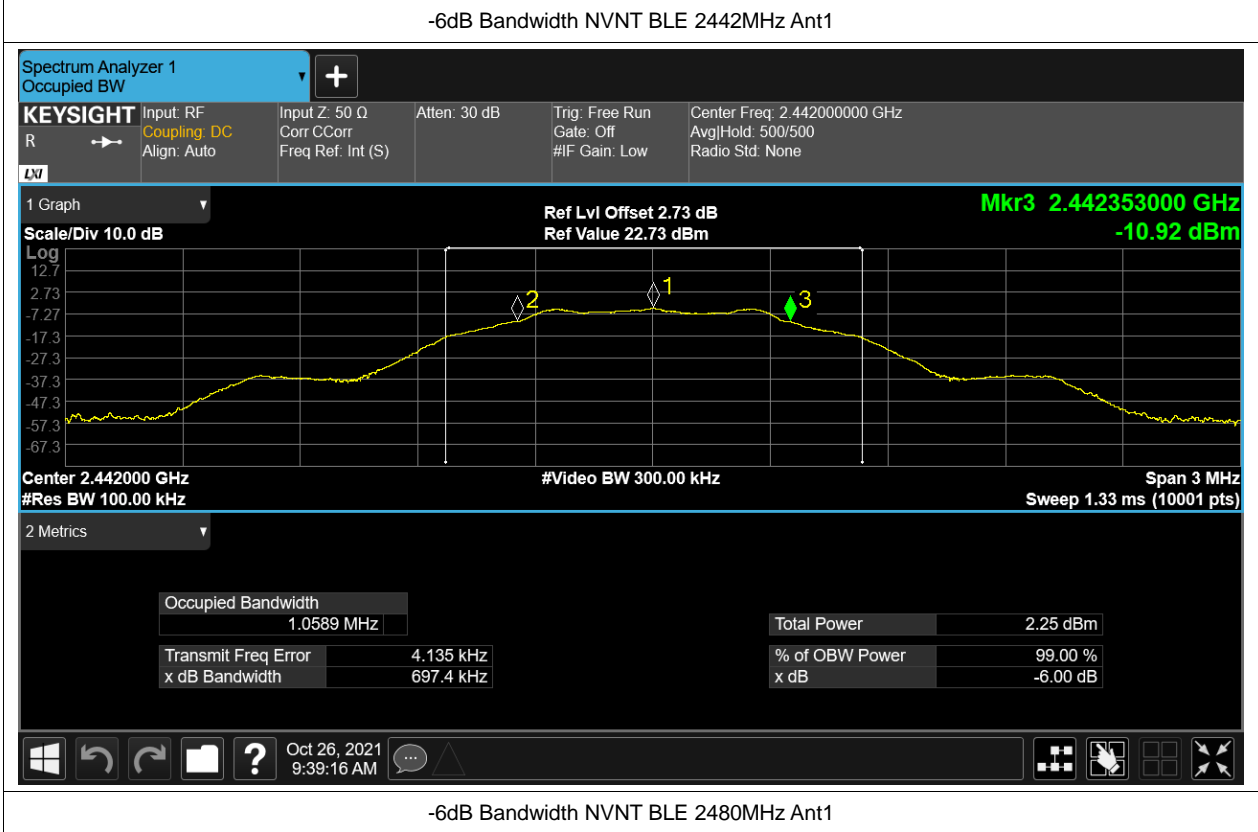 -6dB Bandwidth NVNT BLE 2442MHz Ant1
Spectrum Analyzer 1
Occupied BW
KEYSIGHT
R
LXI
Input: RF
Coupling: DC
Align: Auto
Input Z: 50 Ω
Corr CCorr
Freq Ref: Int (S)
Atten: 30 dB
Trig: Free Run
Gate: Off
#IF Gain: Low
Center Freq: 2.442000000 GHz
Avg|Hold: 500/500
Radio Std: None
1 Graph
Scale/Div 10.0 dB
Ref Lvl Offset 2.73 dB
Ref Value 22.73 dBm
Mkr3 2.442353000 GHz
-10.92 dBm
Log
12.7
2.73
-7.27
-17.3
-27.3
-37.3
-47.3
-57.3
-67.3
2
1
3
Center 2.442000 GHz
#Res BW 100.00 kHz
#Video BW 300.00 kHz
Span 3 MHz
Sweep 1.33 ms (10001 pts)
2 Metrics
Occupied Bandwidth
1.0589 MHz
Transmit Freq Error 4.135 kHz
x dB Bandwidth 697.4 kHz
Total Power 2.25 dBm
% of OBW Power 99.00 %
x dB -6.00 dB
?
Oct 26, 2021
9:39:16 AM
-6dB Bandwidth NVNT BLE 2480MHz Ant1